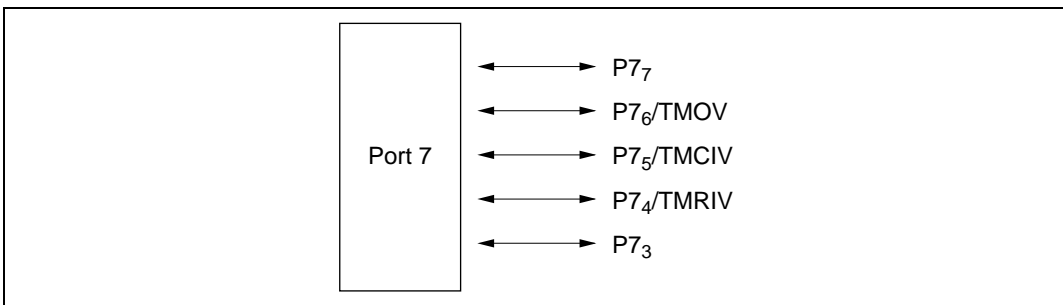 P7₇
P7₆/TMOV
Port 7 P7₅/TMCIV
P7₄/TMRIV
P7₃